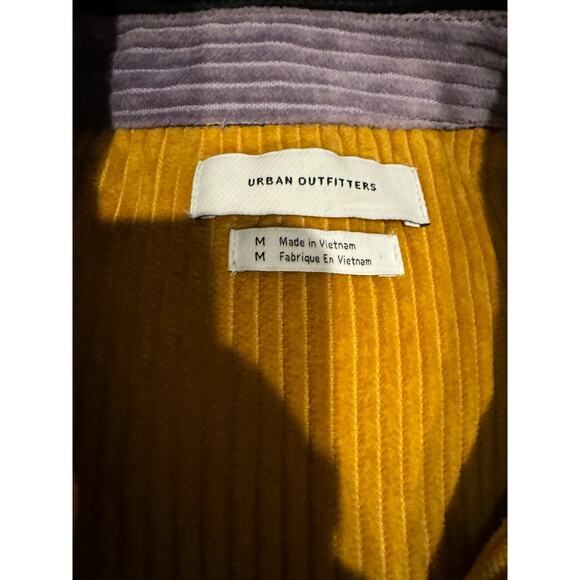 URBAN OUTFITTERS
M Made in Vietnam
M Fabrique En Vietnam